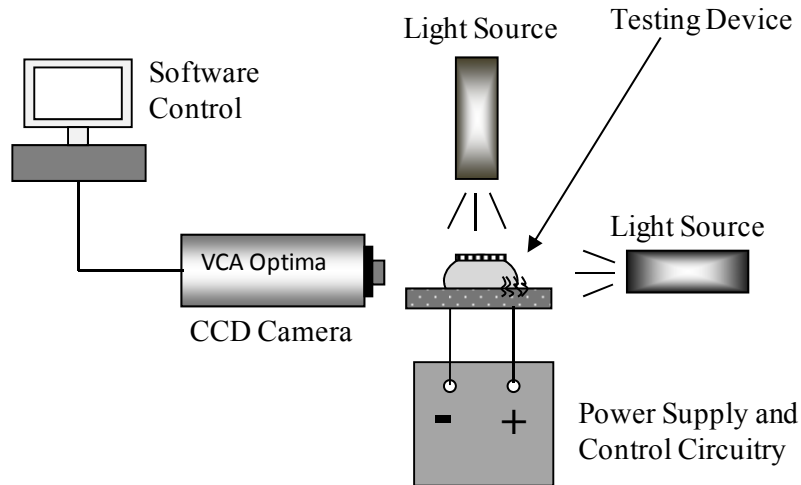 Light Source
Testing Device
Software
Control
Light Source
VCA Optima
CCD Camera
- +
Power Supply and
Control Circuitry